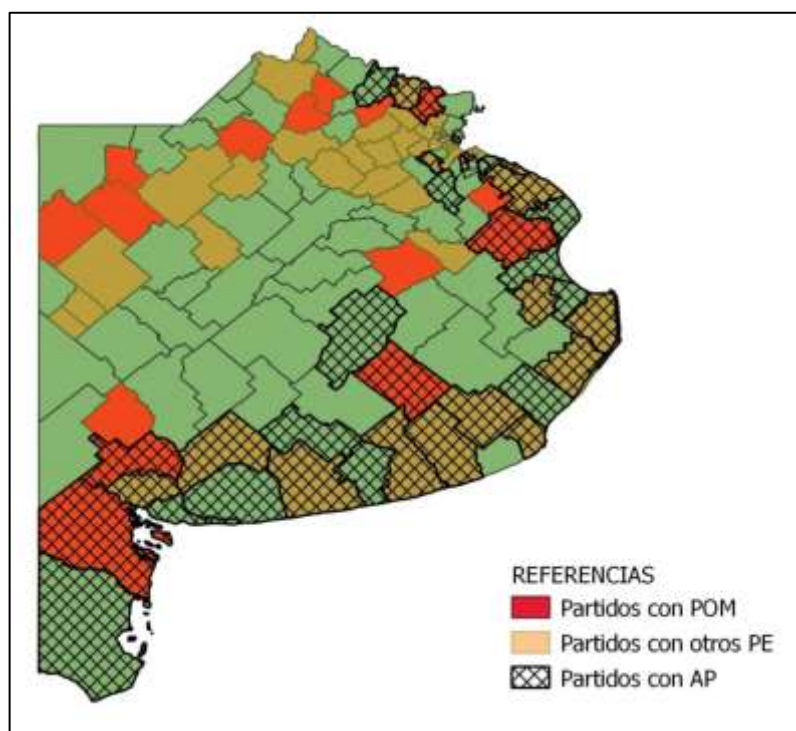 REFERENCIAS
Partidos con POM
Partidos con otros PE
Partidos con AP